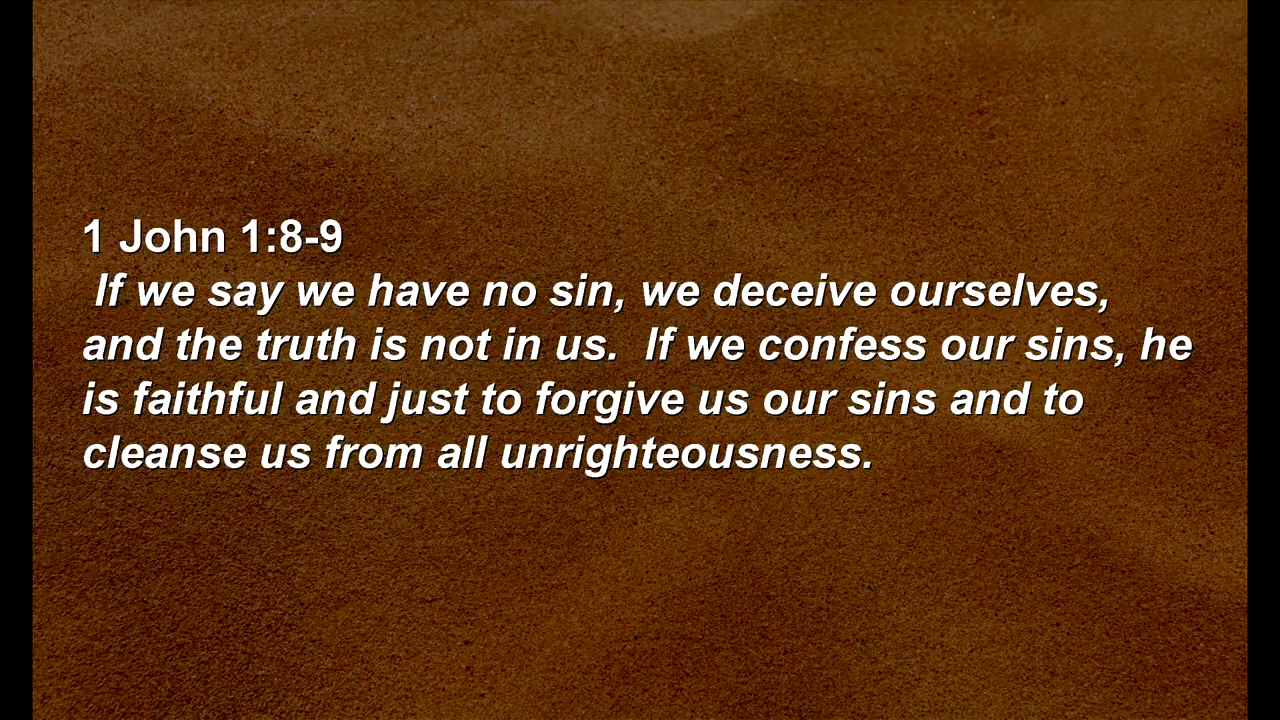 1 John 1:8-9
If we say we have no sin, we deceive ourselves,
and the truth is not in us.  If we confess our sins, he
is faithful and just to forgive us our sins and to
cleanse us from all unrighteousness.